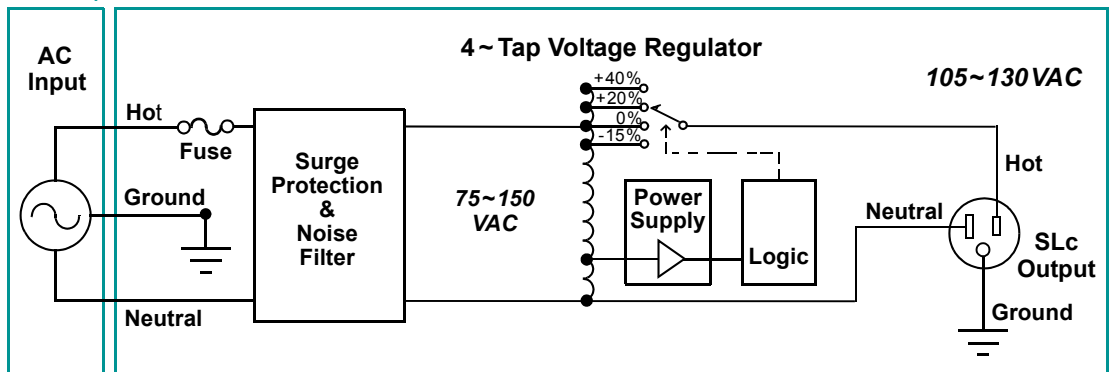 AC
Input
4~Tap Voltage Regulator
105~130VAC
+40%
+20%
0%
-15%
Hot
Fuse
Surge
Protection
&
Noise
Filter
Ground
Neutral
75~150
VAC
Power
Supply
Logic
Hot
Neutral
SLc
Output
Ground